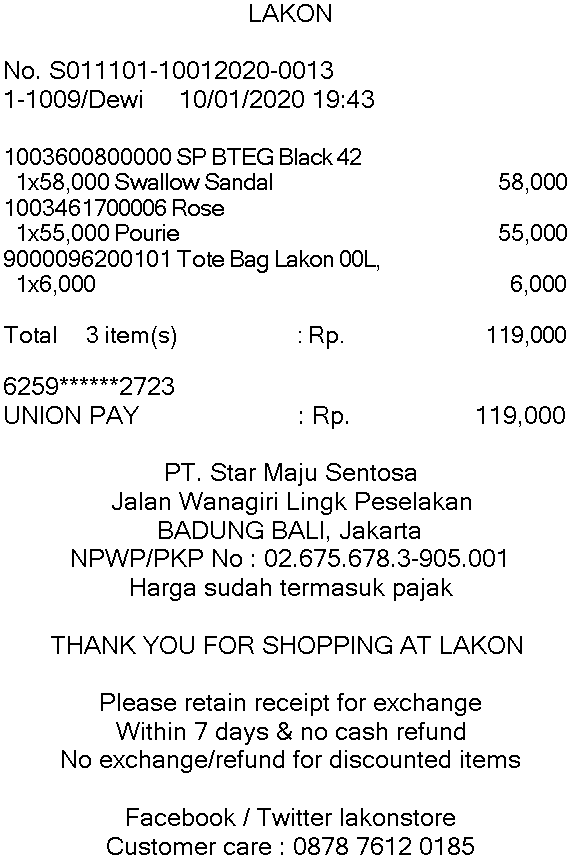 LAKON
No. S011101-10012020-0013
1-1009/Dewi 10/01/2020 19:43
1003600800000 SP BTEG Black 42
1x58,000 Swallow Sandal 58,000
1003461700006 Rose
1x55,000 Pourie 55,000
9000096200101 Tote Bag Lakon 00L,
1x6,000 6,000
Total 3 item(s) : Rp. 119,000
6259******2723
UNION PAY : Rp. 119,000
PT. Star Maju Sentosa
Jalan Wanagiri Lingk Peselakan
BADUNG BALI, Jakarta
NPWP/PKP No : 02.675.678.3-905.001
Harga sudah termasuk pajak
THANK YOU FOR SHOPPING AT LAKON
Please retain receipt for exchange
Within 7 days & no cash refund
No exchange/refund for discounted items
Facebook / Twitter lakonstore
Customer care : 0878 7612 0185